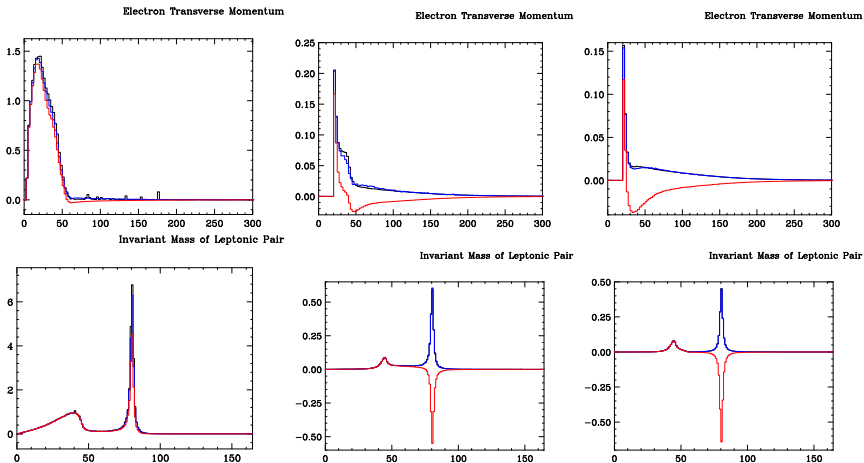 Electron Transverse Momentum
Electron Transverse Momentum
Electron Transverse Momentum
1.5
1.0
0.5
0.0
0 50 100 150 200 250 300
0.25
0.20
0.15
0.10
0.05
0.00
0 50 100 150 200 250 300
0.15
0.10
0.05
0.00
0 50 100 150 200 250 300
Invariant Mass of Leptonic Pair
Invariant Mass of Leptonic Pair
Invariant Mass of Leptonic Pair
6
4
2
0
0 50 100 150
0.50
0.25
0.00
−0.25
−0.50
0 50 100 150
0.50
0.25
0.00
−0.25
−0.50
0 50 100 150